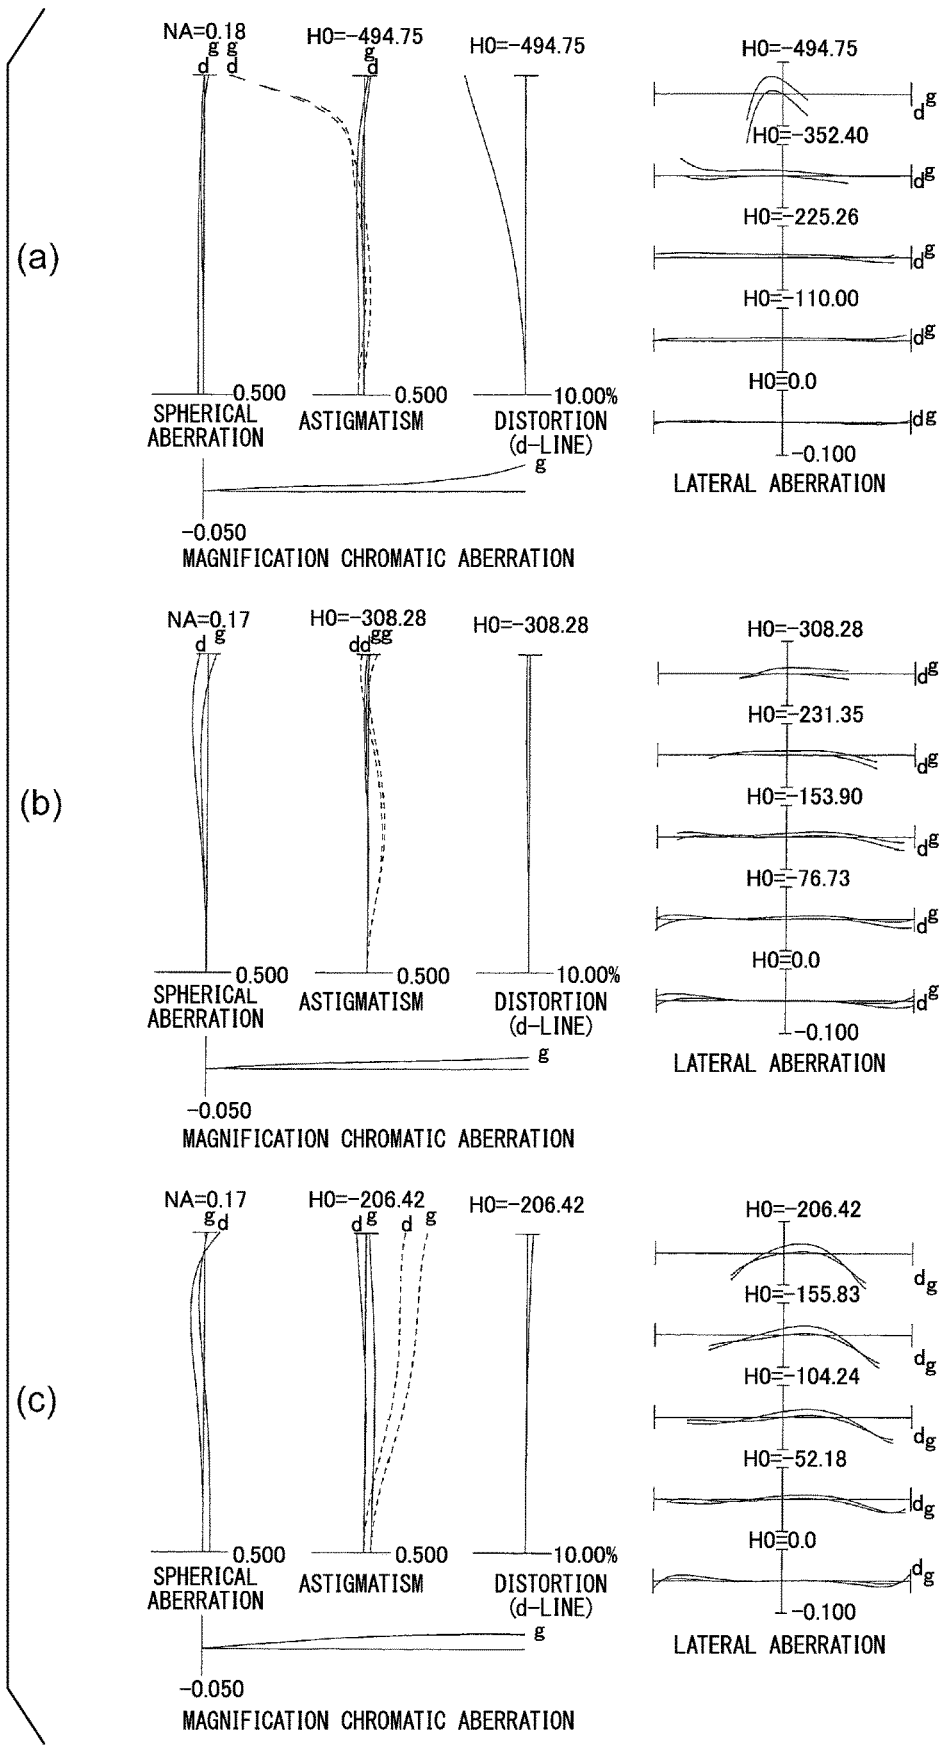 (a)
NA=0.18
g g
d d
H0=-494.75
g
d
H0=-494.75
0.500
SPHERICAL
ABERRATION
0.500
ASTIGMATISM
10.00%
DISTORTION
(d-LINE)
g
-0.050
MAGNIFICATION CHROMATIC ABERRATION
H0=-494.75
d g
H0=-352.40
d g
H0=-225.26
d g
H0=-110.00
d g
H0=0.0
d g
-0.100
LATERAL ABERRATION
(b)
NA=0.17
d g
H0=-308.28
d d g g
H0=-308.28
0.500
SPHERICAL
ABERRATION
0.500
ASTIGMATISM
10.00%
DISTORTION
(d-LINE)
g
-0.050
MAGNIFICATION CHROMATIC ABERRATION
H0=-308.28
d g
H0=-231.35
d g
H0=-153.90
d g
H0=-76.73
d g
H0=0.0
d g
-0.100
LATERAL ABERRATION
(c)
NA=0.17
g d
H0=-206.42
d g d g
H0=-206.42
0.500
SPHERICAL
ABERRATION
0.500
ASTIGMATISM
10.00%
DISTORTION
(d-LINE)
g
-0.050
MAGNIFICATION CHROMATIC ABERRATION
H0=-206.42
d g
H0=-155.83
d g
H0=-104.24
d g
H0=-52.18
d g
H0=0.0
d g
-0.100
LATERAL ABERRATION